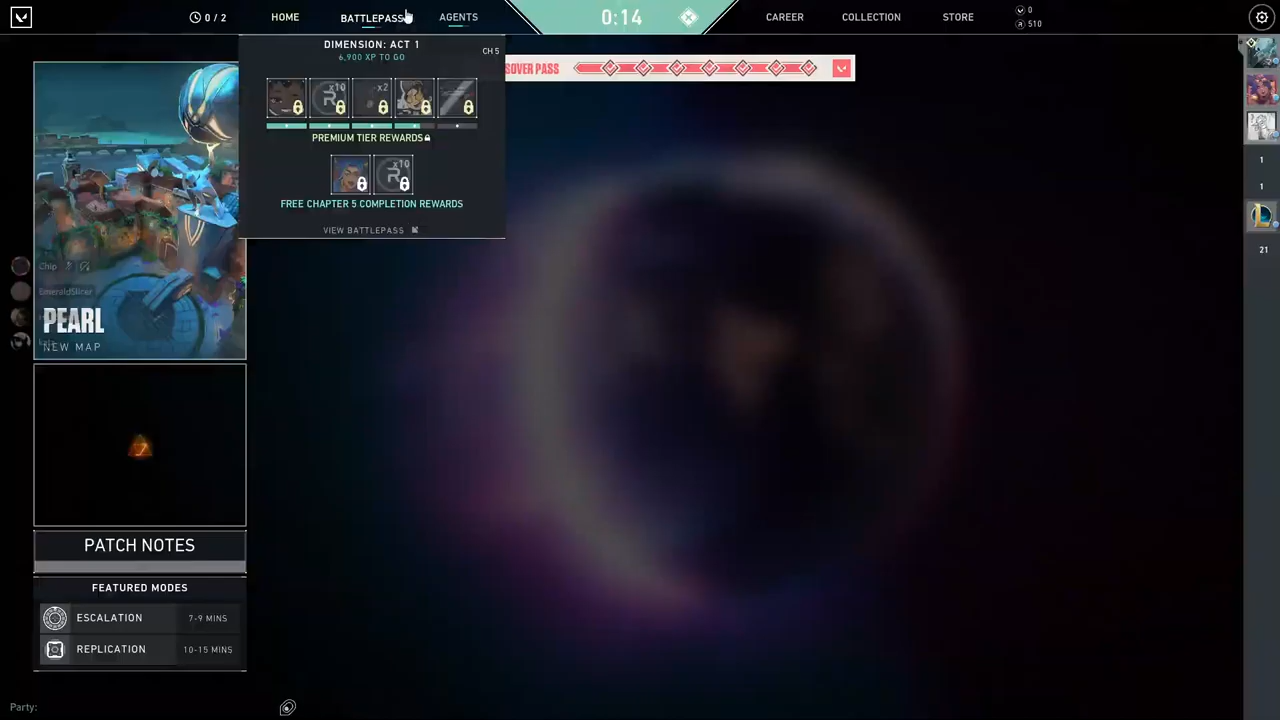 0 / 2
HOME
BATTLEPASS
AGENTS
0:14
CAREER
COLLECTION
STORE
0
510
DIMENSION: ACT 1
6,900 XP TO GO
CH 5
x10
x2
PREMIUM TIER REWARDS
x10
FREE CHAPTER 5 COMPLETION REWARDS
VIEW BATTLEPASS
SOVER PASS
Chip
EmeraldSlicer
PEARL
NEW MAP
PATCH NOTES
FEATURED MODES
ESCALATION
7-9 MINS
REPLICATION
10-15 MINS
1
1
21
Party: